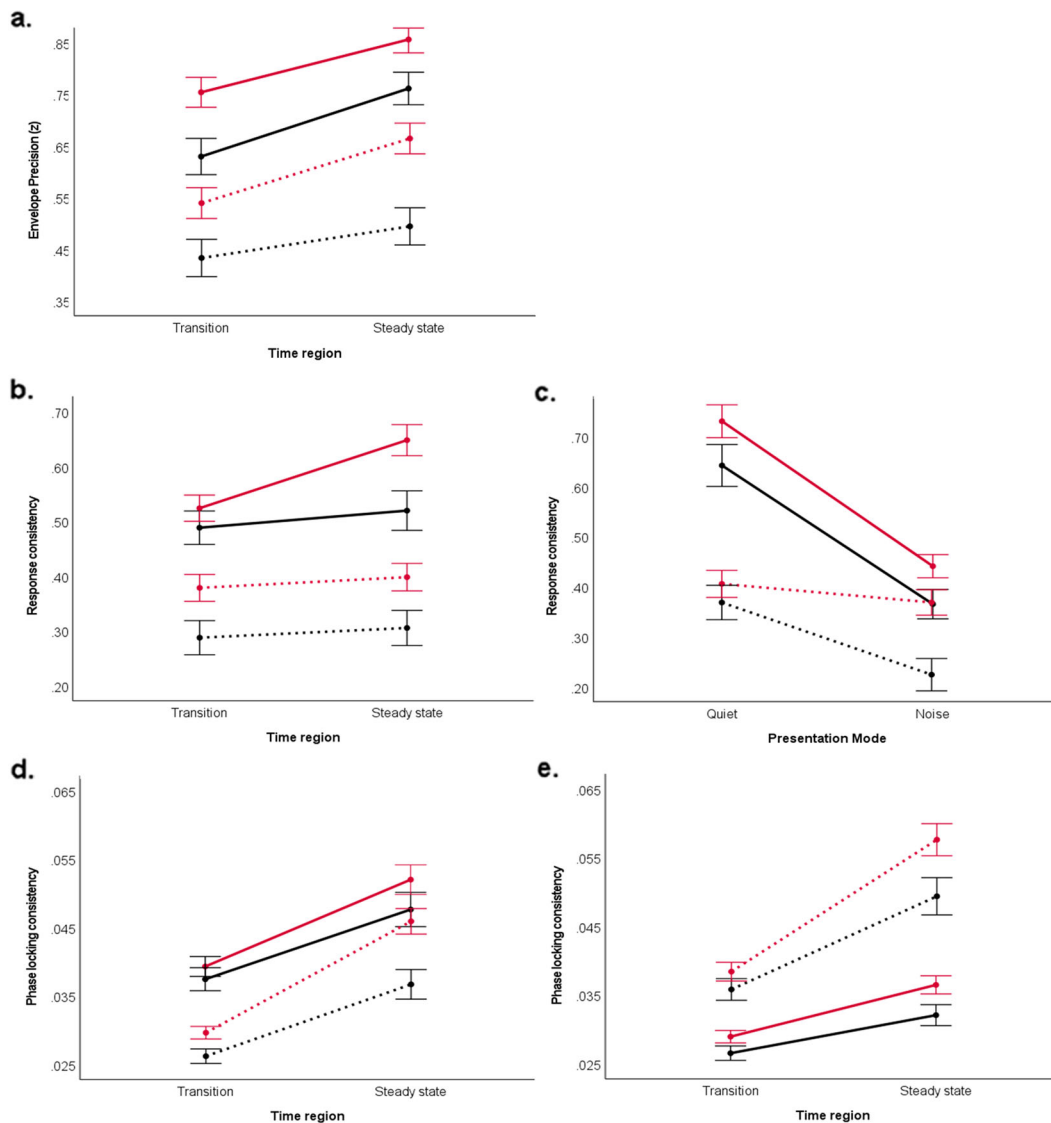 a.
Envelope Precision (z)
.85
.75
.65
.55
.45
.35
Transition
Steady state
Time region
b.
Response consistency
.70
.60
.50
.40
.30
.20
Transition
Steady state
Time region
c.
Response consistency
.70
.60
.50
.40
.30
.20
Quiet
Noise
Presentation Mode
d.
Phase locking consistency
.065
.055
.045
.035
.025
Transition
Steady state
Time region
e.
Phase locking consistency
.065
.055
.045
.035
.025
Transition
Steady state
Time region